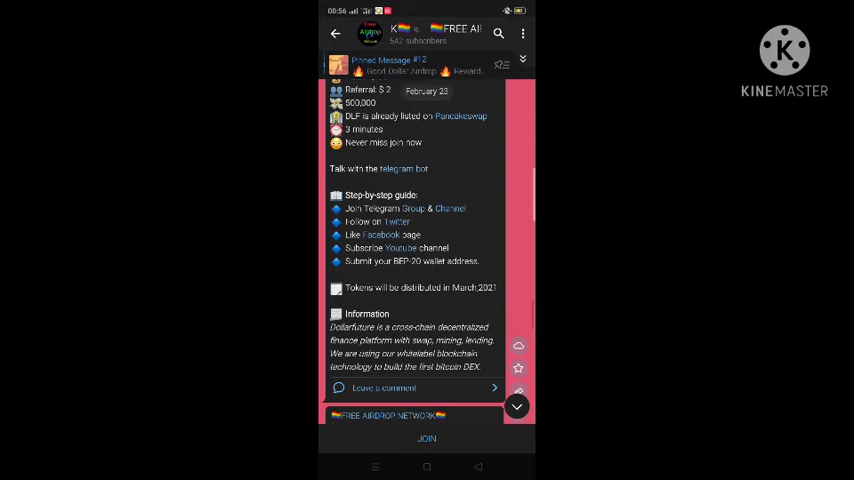 08:56
K🏳️‍🌈 🏳️‍🌈FREE AI
542 subscribers
Pinned Message #12
🔥 Good Dollar Airdrop 🔥 Reward..
February 23
👥 Referral: $ 2
💸 500,000
🏦 DLF is already listed on Pancakeswap
⏰ 3 minutes
😳 Never miss join now
Talk with the telegram bot
📖 Step-by-step guide:
🔹 Join Telegram Group & Channel
🔹 Follow on Twitter
🔹 Like Facebook page
🔹 Subscribe Youtube channel
🔹 Submit your BEP-20 wallet address.
🗒 Tokens will be distributed in March,2021
📃 Information
Dollarfuture is a cross-chain decentralized
finance platform with swap, mining, lending.
We are using our whitelabel blockchain
technology to build the first bitcoin DEX.
Leave a comment
🏳️‍🌈FREE AIRDROP NETWORK🏳️‍🌈
JOIN
K
KINEMASTER